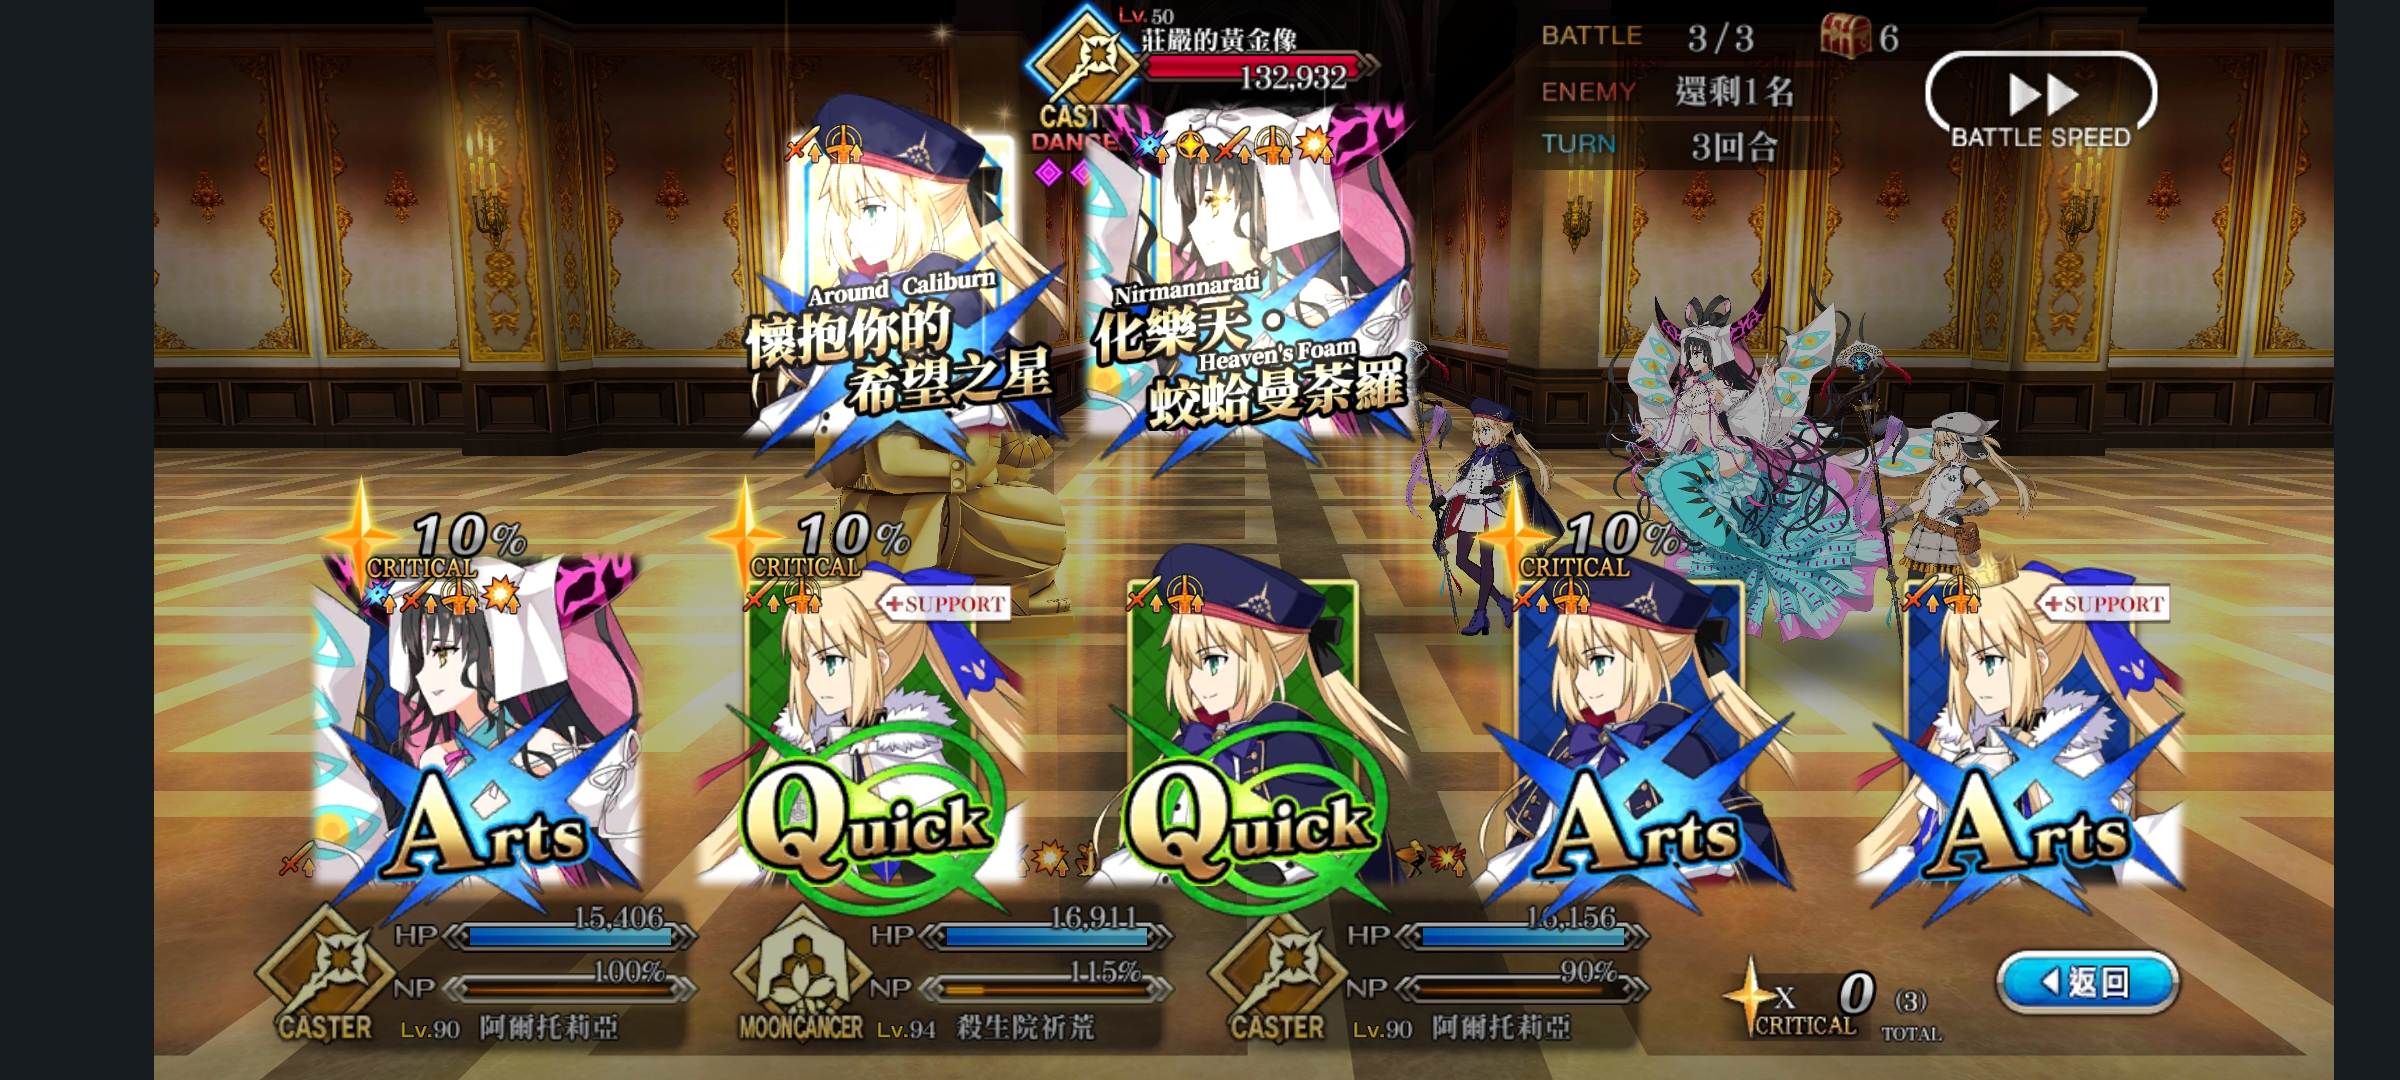 Lv.50
莊嚴的黃金像
132,932
CAST
DANGE
BATTLE 3/3 6
ENEMY 還剩1名
TURN 3回合
BATTLE SPEED
Around Caliburn
懷抱你的
希望之星
Nirmannarati
化樂天・
Heaven's Foam
蛟蛤曼荼羅
10%
CRITICAL
10%
CRITICAL
10%
CRITICAL
+SUPPORT
+SUPPORT
Arts
Quick
Quick
Arts
Arts
HP 15,406
NP 100%
CASTER Lv.90 阿爾托莉亞
HP 16,911
NP 115%
MOONCANCER Lv.94 殺生院祈荒
HP 16,156
NP 90%
CASTER Lv.90 阿爾托莉亞
X 0 (3)
CRITICAL TOTAL
返回